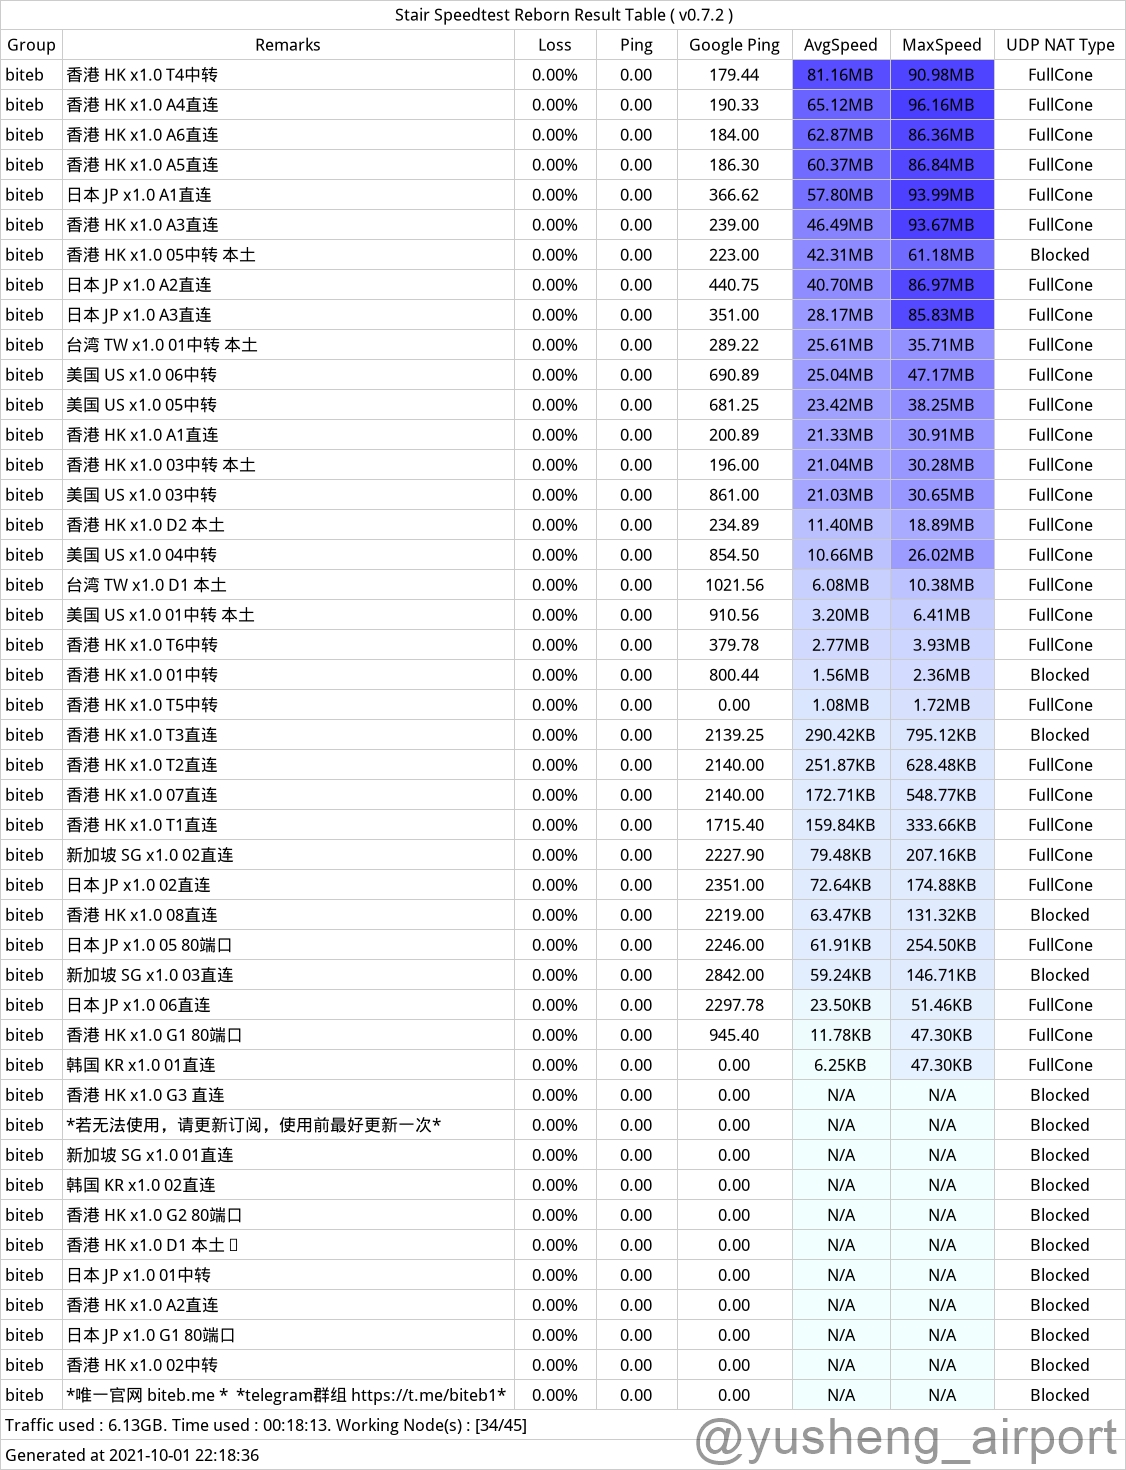 Stair Speedtest Reborn Result Table ( v0.7.2 )
Group Remarks Loss Ping Google Ping AvgSpeed MaxSpeed UDP NAT Type
biteb 香港 HK x1.0 T4中转 0.00% 0.00 179.44 81.16MB 90.98MB FullCone
biteb 香港 HK x1.0 A4直连 0.00% 0.00 190.33 65.12MB 96.16MB FullCone
biteb 香港 HK x1.0 A6直连 0.00% 0.00 184.00 62.87MB 86.36MB FullCone
biteb 香港 HK x1.0 A5直连 0.00% 0.00 186.30 60.37MB 86.84MB FullCone
biteb 日本 JP x1.0 A1直连 0.00% 0.00 366.62 57.80MB 93.99MB FullCone
biteb 香港 HK x1.0 A3直连 0.00% 0.00 239.00 46.49MB 93.67MB FullCone
biteb 香港 HK x1.0 05中转 本土 0.00% 0.00 223.00 42.31MB 61.18MB Blocked
biteb 日本 JP x1.0 A2直连 0.00% 0.00 440.75 40.70MB 86.97MB FullCone
biteb 日本 JP x1.0 A3直连 0.00% 0.00 351.00 28.17MB 85.83MB FullCone
biteb 台湾 TW x1.0 01中转 本土 0.00% 0.00 289.22 25.61MB 35.71MB FullCone
biteb 美国 US x1.0 06中转 0.00% 0.00 690.89 25.04MB 47.17MB FullCone
biteb 美国 US x1.0 05中转 0.00% 0.00 681.25 23.42MB 38.25MB FullCone
biteb 香港 HK x1.0 A1直连 0.00% 0.00 200.89 21.33MB 30.91MB FullCone
biteb 香港 HK x1.0 03中转 本土 0.00% 0.00 196.00 21.04MB 30.28MB FullCone
biteb 美国 US x1.0 03中转 0.00% 0.00 861.00 21.03MB 30.65MB FullCone
biteb 香港 HK x1.0 D2 本土 0.00% 0.00 234.89 11.40MB 18.89MB FullCone
biteb 美国 US x1.0 04中转 0.00% 0.00 854.50 10.66MB 26.02MB FullCone
biteb 台湾 TW x1.0 D1 本土 0.00% 0.00 1021.56 6.08MB 10.38MB FullCone
biteb 美国 US x1.0 01中转 本土 0.00% 0.00 910.56 3.20MB 6.41MB FullCone
biteb 香港 HK x1.0 T6中转 0.00% 0.00 379.78 2.77MB 3.93MB FullCone
biteb 香港 HK x1.0 01中转 0.00% 0.00 800.44 1.56MB 2.36MB Blocked
biteb 香港 HK x1.0 T5中转 0.00% 0.00 0.00 1.08MB 1.72MB FullCone
biteb 香港 HK x1.0 T3直连 0.00% 0.00 2139.25 290.42KB 795.12KB Blocked
biteb 香港 HK x1.0 T2直连 0.00% 0.00 2140.00 251.87KB 628.48KB FullCone
biteb 香港 HK x1.0 07直连 0.00% 0.00 2140.00 172.71KB 548.77KB FullCone
biteb 香港 HK x1.0 T1直连 0.00% 0.00 1715.40 159.84KB 333.66KB FullCone
biteb 新加坡 SG x1.0 02直连 0.00% 0.00 2227.90 79.48KB 207.16KB FullCone
biteb 日本 JP x1.0 02直连 0.00% 0.00 2351.00 72.64KB 174.88KB FullCone
biteb 香港 HK x1.0 08直连 0.00% 0.00 2219.00 63.47KB 131.32KB Blocked
biteb 日本 JP x1.0 05 80端口 0.00% 0.00 2246.00 61.91KB 254.50KB FullCone
biteb 新加坡 SG x1.0 03直连 0.00% 0.00 2842.00 59.24KB 146.71KB Blocked
biteb 日本 JP x1.0 06直连 0.00% 0.00 2297.78 23.50KB 51.46KB FullCone
biteb 香港 HK x1.0 G1 80端口 0.00% 0.00 945.40 11.78KB 47.30KB FullCone
biteb 韩国 KR x1.0 01直连 0.00% 0.00 0.00 6.25KB 47.30KB FullCone
biteb 香港 HK x1.0 G3 直连 0.00% 0.00 0.00 N/A N/A Blocked
biteb *若无法使用，请更新订阅，使用前最好更新一次* 0.00% 0.00 0.00 N/A N/A Blocked
biteb 新加坡 SG x1.0 01直连 0.00% 0.00 0.00 N/A N/A Blocked
biteb 韩国 KR x1.0 02直连 0.00% 0.00 0.00 N/A N/A Blocked
biteb 香港 HK x1.0 G2 80端口 0.00% 0.00 0.00 N/A N/A Blocked
biteb 香港 HK x1.0 D1 本土 0.00% 0.00 0.00 N/A N/A Blocked
biteb 日本 JP x1.0 01中转 0.00% 0.00 0.00 N/A N/A Blocked
biteb 香港 HK x1.0 A2直连 0.00% 0.00 0.00 N/A N/A Blocked
biteb 日本 JP x1.0 G1 80端口 0.00% 0.00 0.00 N/A N/A Blocked
biteb 香港 HK x1.0 02中转 0.00% 0.00 0.00 N/A N/A Blocked
biteb *唯一官网 biteb.me * *telegram群组 https://t.me/biteb1* 0.00% 0.00 0.00 N/A N/A Blocked
Traffic used : 6.13GB. Time used : 00:18:13. Working Node(s) : [34/45]
Generated at 2021-10-01 22:18:36
@yusheng_airport